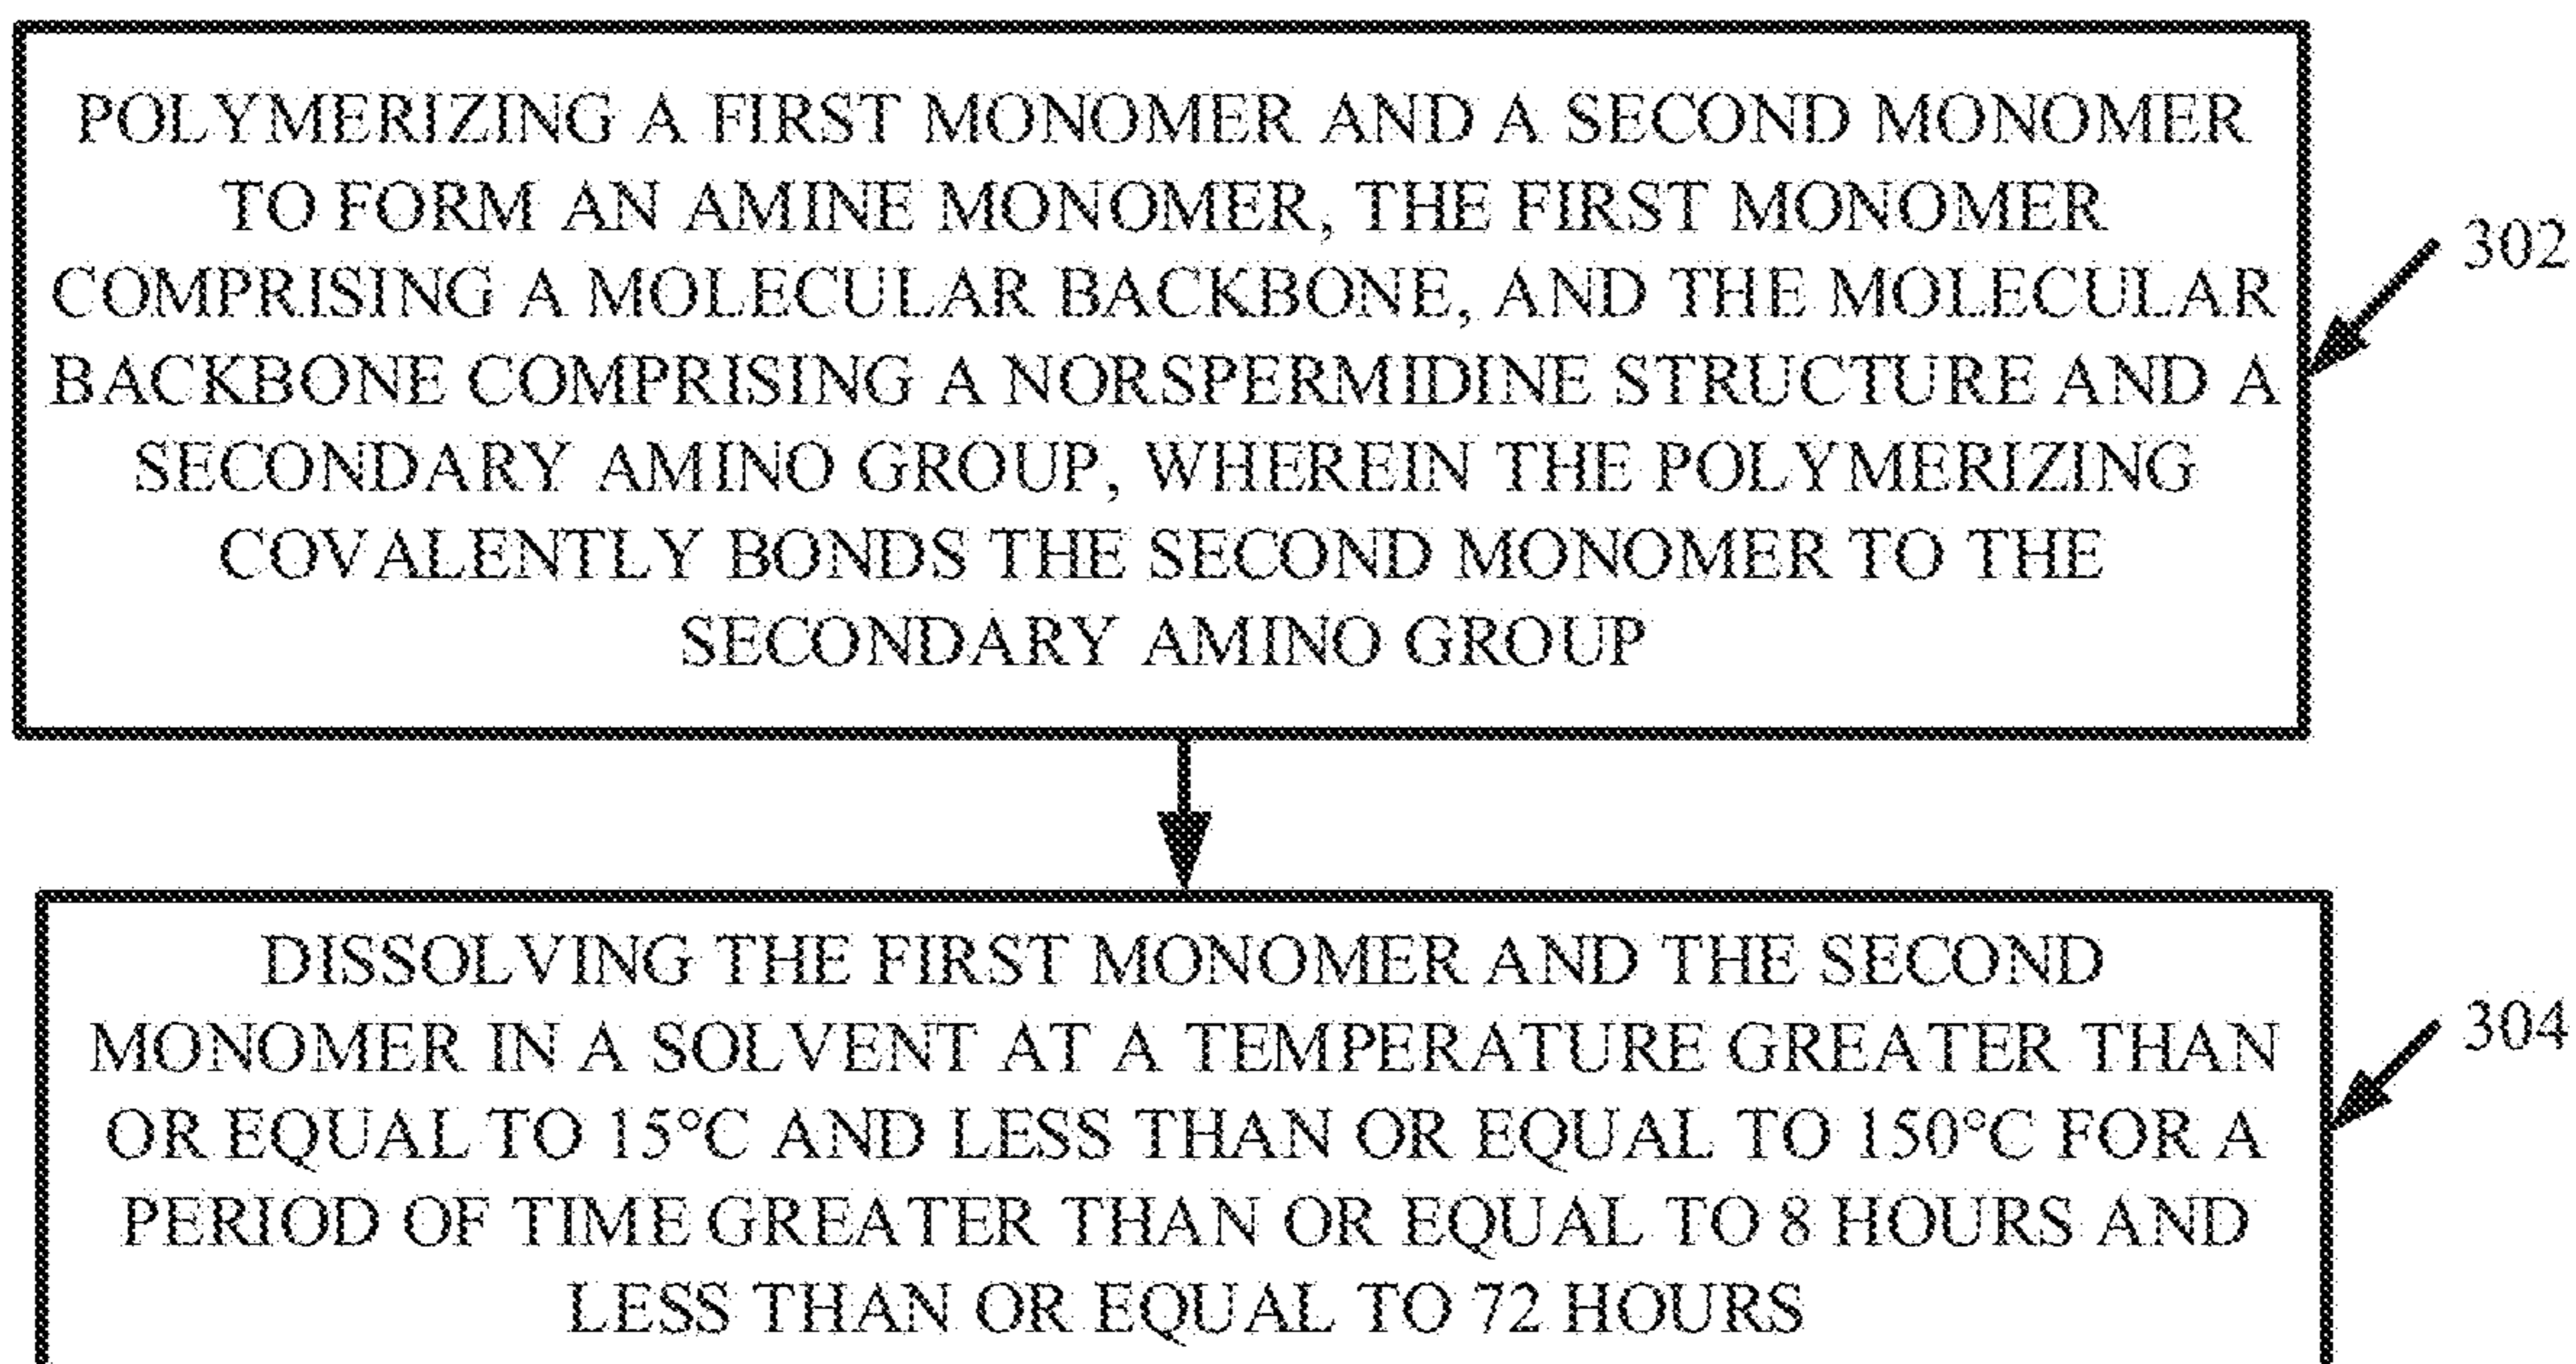 POLYMERIZING A FIRST MONOMER AND A SECOND MONOMER
TO FORM AN AMINE MONOMER, THE FIRST MONOMER
COMPRISING A MOLECULAR BACKBONE, AND THE MOLECULAR
BACKBONE COMPRISING A NORSPERMIDINE STRUCTURE AND A
SECONDARY AMINO GROUP, WHEREIN THE POLYMERIZING
COVALENTLY BONDS THE SECOND MONOMER TO THE
SECONDARY AMINO GROUP
302
DISSOLVING THE FIRST MONOMER AND THE SECOND
MONOMER IN A SOLVENT AT A TEMPERATURE GREATER THAN
OR EQUAL TO 15°C AND LESS THAN OR EQUAL TO 150°C FOR A
PERIOD OF TIME GREATER THAN OR EQUAL TO 8 HOURS AND
LESS THAN OR EQUAL TO 72 HOURS
304